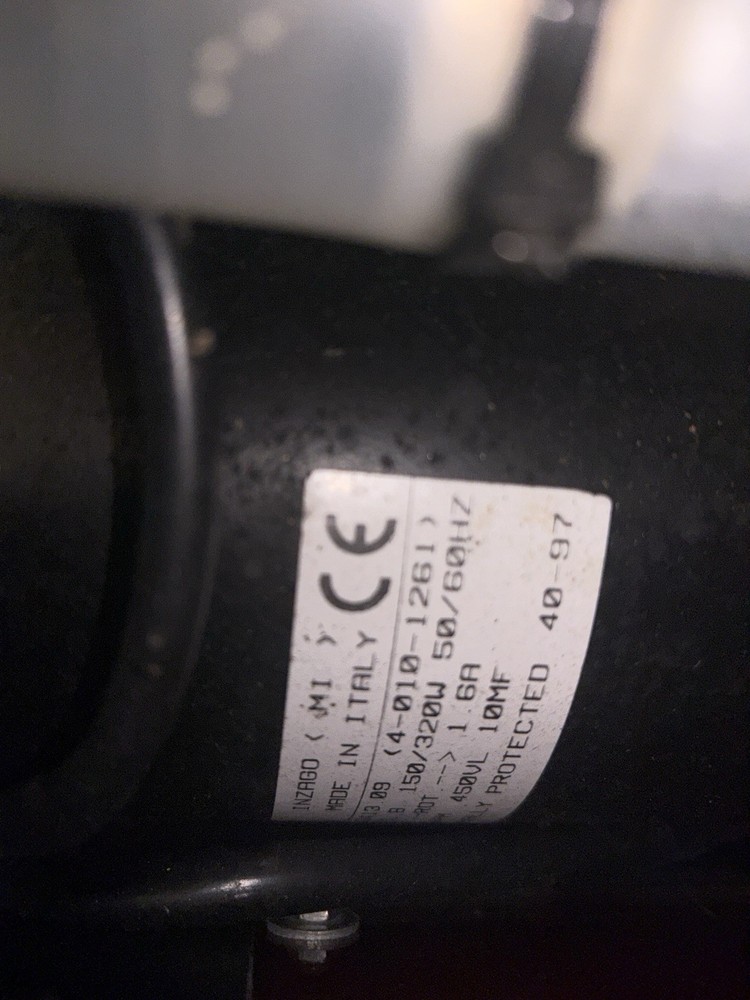 INZAGO ( MI )
MADE IN ITALY CE
09 (4-010-1261)
150/320W 50/60HZ
--> 1.6A
450VL 10MF
PROTECTED 40-97